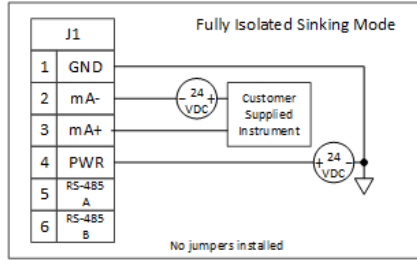 Fully Isolated Sinking Mode
J1
1 GND
2 mA-
3 mA+
4 PWR
5 RS-485
A
6 RS-485
B
- 24 +
VDC
Customer
Supplied
Instrument
+ 24 -
VDC
No jumpers installed